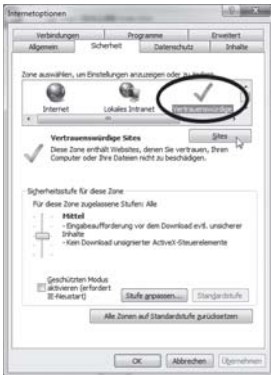 Internetoptionen
Verbindungen Programme Erweitert
Allgemein Sicherheit Datenschutz Inhalte
Zone auswählen, um Einstellungen anzuzeigen oder zu ändern.
Internet Lokales Intranet Vertrauenswürdige
Vertrauenswürdige Sites
Sites
Diese Zone enthält Websites, denen Sie vertrauen, Ihren
Computer oder Ihre Dateien nicht zu beschädigen.
Sicherheitsstufe für diese Zone
Für diese Zone zugelassene Stufen: Alle
Mittel
- Eingabeaufforderung vor dem Download evtl. unsicherer
Inhalte
- Kein Download unsignierter ActiveX-Steuerelemente
Geschützten Modus
aktivieren (erfordert
IE-Neustart)
Stufe anpassen... Standardstufe
Alle Zonen auf Standardstufe zurücksetzen
OK Abbrechen Übernehmen